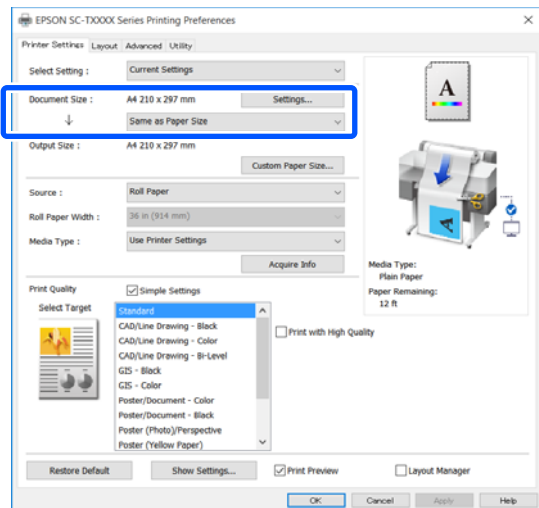 EPSON SC-TXXXX Series Printing Preferences
Printer Settings Layout Advanced Utility
Select Setting : Current Settings
Document Size : A4 210 x 297 mm Settings...
↓ Same as Paper Size
Output Size : A4 210 x 297 mm
Custom Paper Size...
Source : Roll Paper
Roll Paper Width : 36 in (914 mm)
Media Type : Use Printer Settings
Acquire Info
A
A
Media Type:
Plain Paper
Paper Remaining:
12 ft
Print Quality Simple Settings
Select Target
Standard
CAD/Line Drawing - Black
CAD/Line Drawing - Color
CAD/Line Drawing - Bi-Level
GIS - Black
GIS - Color
Poster/Document - Color
Poster/Document - Black
Poster (Photo)/Perspective
Poster (Yellow Paper)
Print with High Quality
Restore Default Show Settings... Print Preview Layout Manager
OK Cancel Apply Help